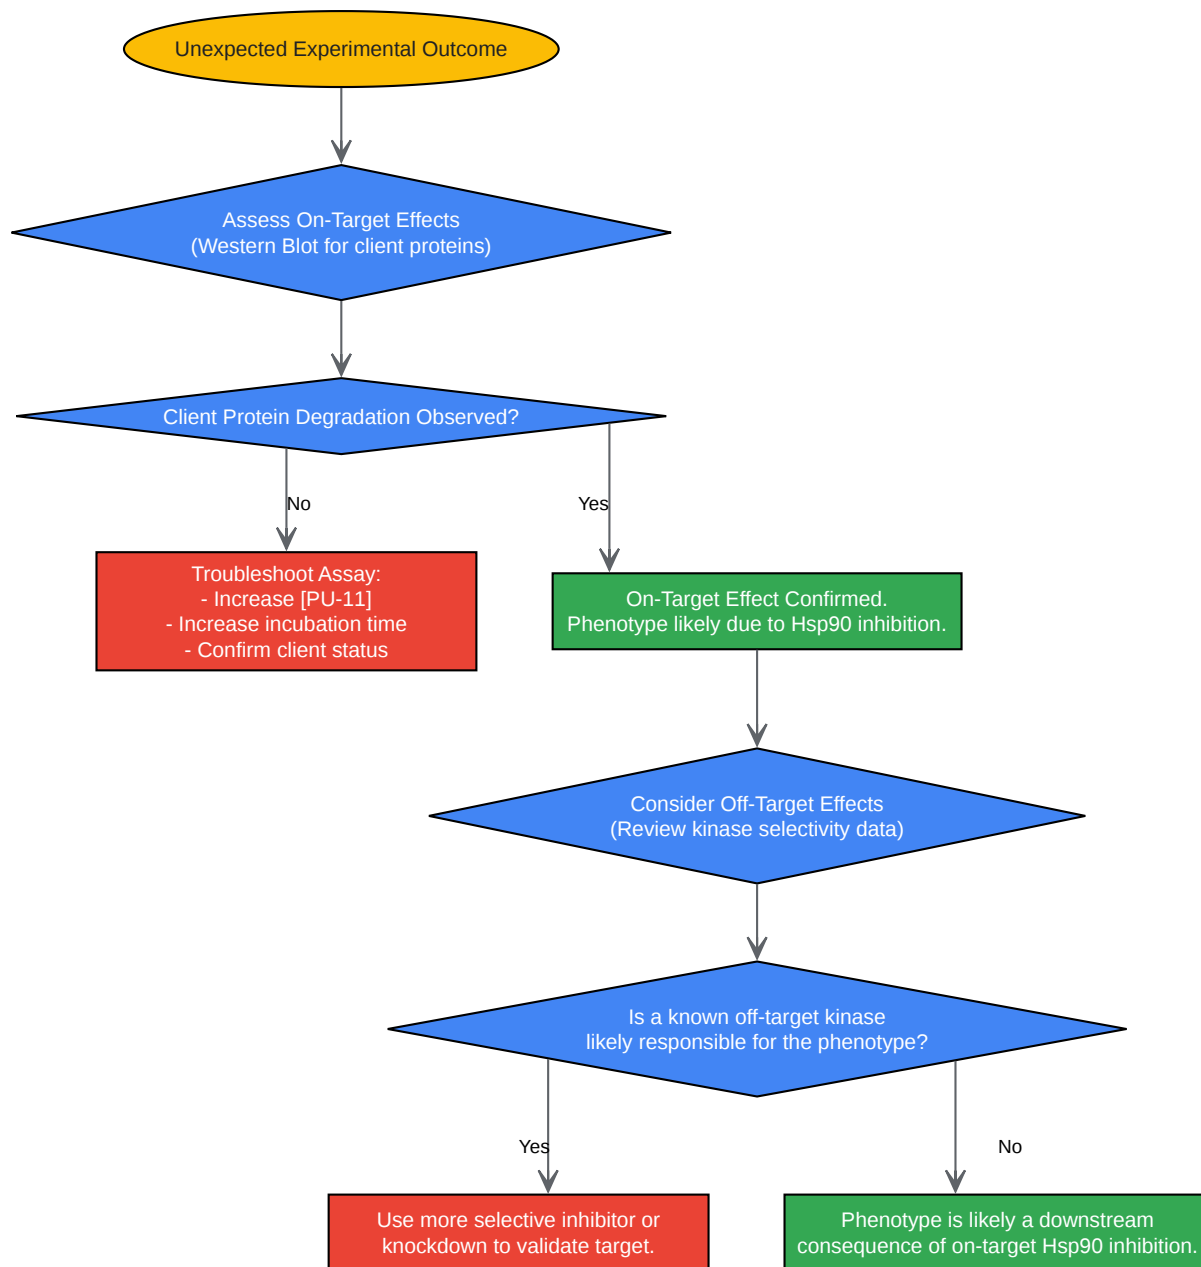 Unexpected Experimental Outcome
Assess On-Target Effects
(Western Blot for client proteins)
Client Protein Degradation Observed?
No
Yes
Troubleshoot Assay:
- Increase [PU-11]
- Increase incubation time
- Confirm client status
On-Target Effect Confirmed.
Phenotype likely due to Hsp90 inhibition.
Consider Off-Target Effects
(Review kinase selectivity data)
Is a known off-target kinase
likely responsible for the phenotype?
Yes
No
Use more selective inhibitor or
knockdown to validate target.
Phenotype is likely a downstream
consequence of on-target Hsp90 inhibition.